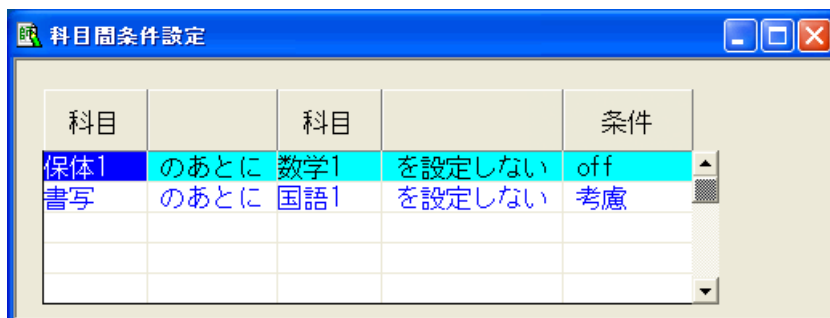 科目間条件設定
科目 科目 条件
保体1 のあとに 数学1 を設定しない off
書写 のあとに 国語1 を設定しない 考慮